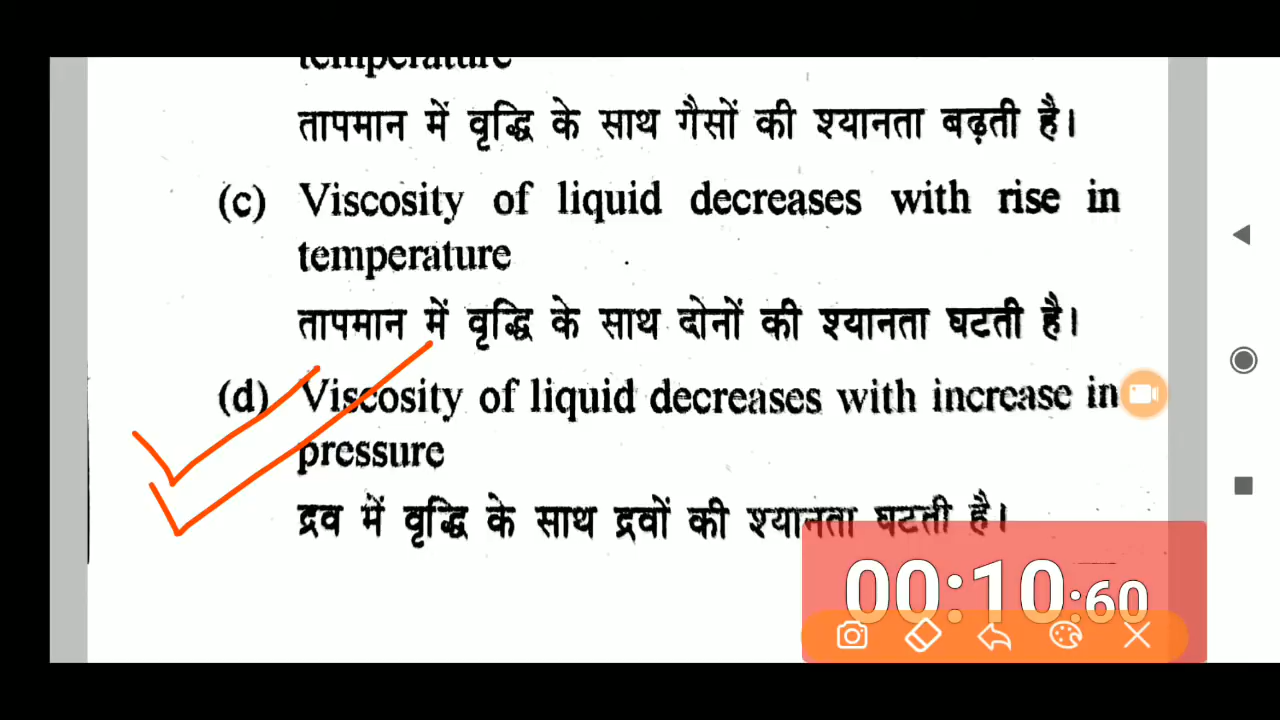 temperature
तापमान में वृद्धि के साथ गैसों की श्यानता बढ़ती है।
(c) Viscosity of liquid decreases with rise in
temperature
तापमान में वृद्धि के साथ दोनों की श्यानता घटती है।
(d) Viscosity of liquid decreases with increase in
pressure
द्रव में वृद्धि के साथ द्रवों की श्यानता घटती है।
00:10:60